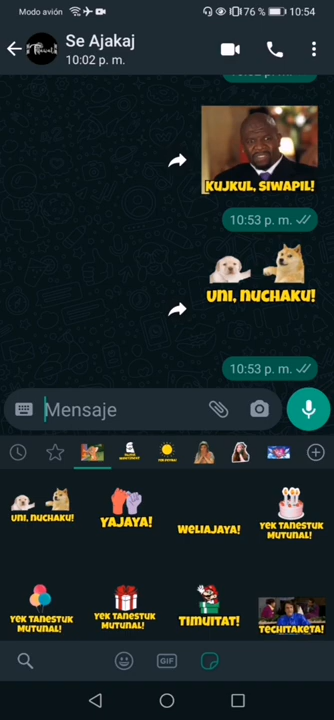 Modo avión
76 %
10:54
Se Ajakaj
10:02 p. m.
KUJKUL, SIWAPIL!
10:53 p. m.
UNI, NUCHAKU!
10:53 p. m.
Mensaje
UNI, NUCHAKU!
YAJAYA!
WELIAJAYA!
YEK TANESTUK
MUTUNAL!
YEK TANESTUK
MUTUNAL!
YEK TANESTUK
MUTUNAL!
TIMUITAT!
TECHITAKETA!
GIF